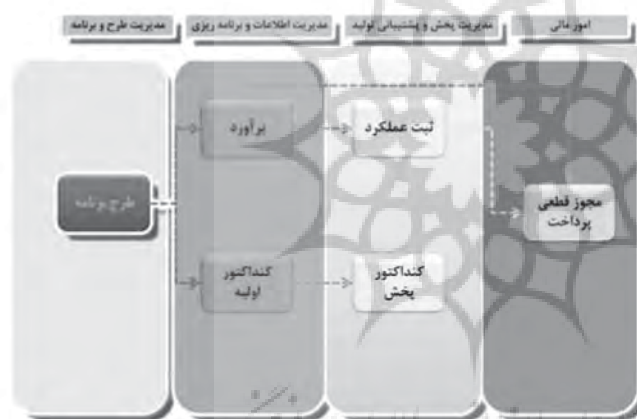 امور مالی
مدیریت پخش و پشتیبانی تولید
مدیریت اطلاعات و برنامه ریزی
مدیریت طرح و برنامه
برآورد
ثبت عملکرد
طرح برنامه
مجوز قطعی
پرداخت
کنداکتور
اولیه
کنداکتور
پخش